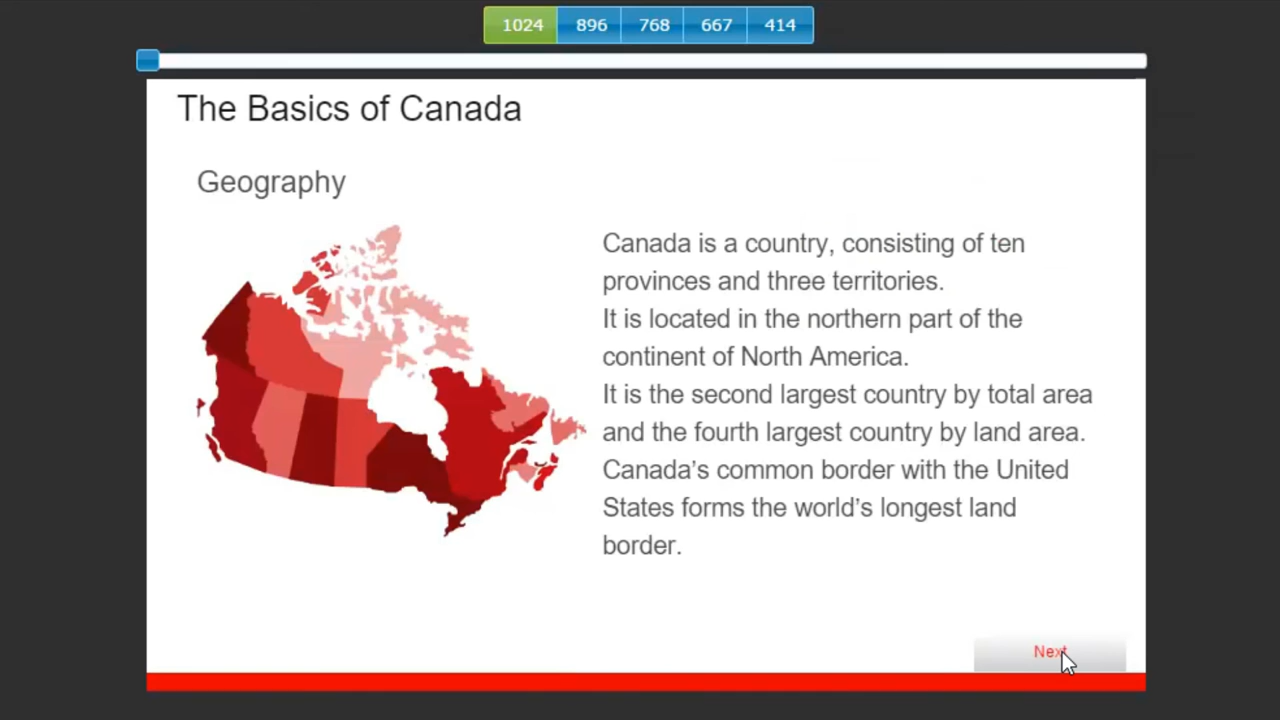 1024 896 768 667 414
The Basics of Canada
Geography
Canada is a country, consisting of ten
provinces and three territories.
It is located in the northern part of the
continent of North America.
It is the second largest country by total area
and the fourth largest country by land area.
Canada’s common border with the United
States forms the world’s longest land
border.
Next